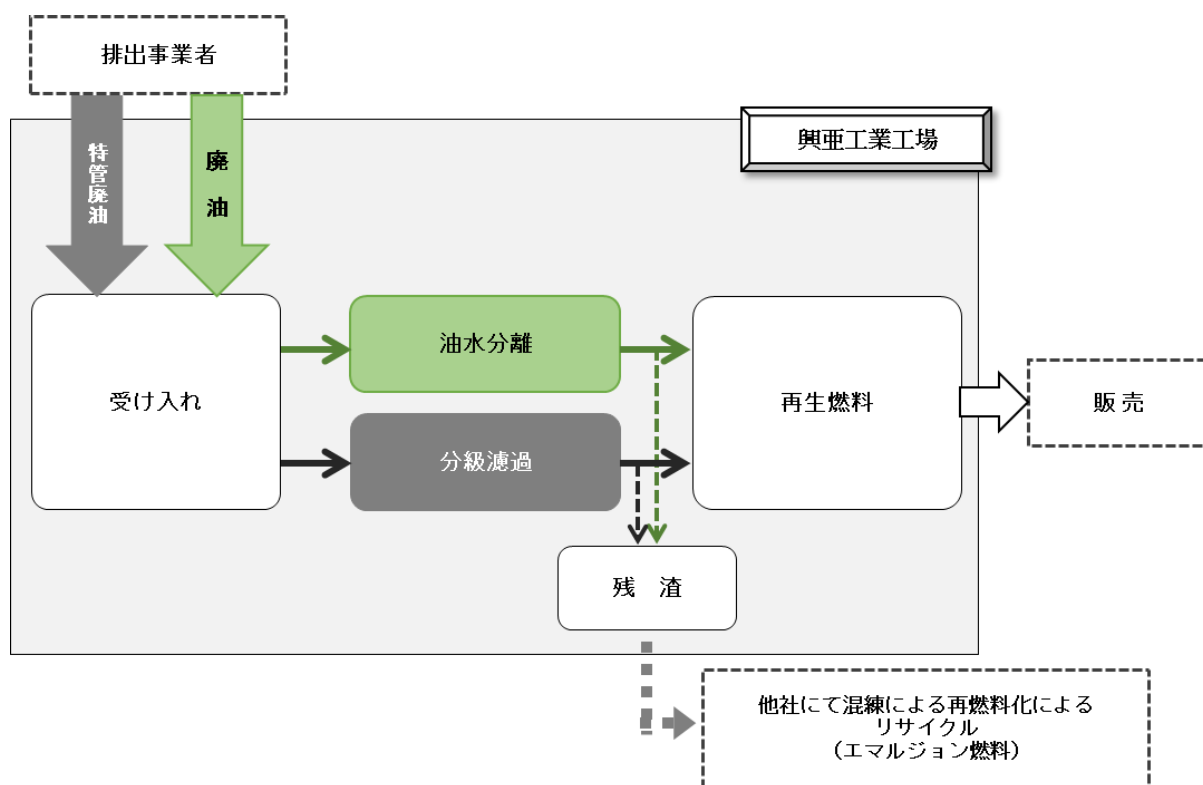 排出事業者
興亜工業工場
特管廃油
廃油
受け入れ
油水分離
分級濾過
再生燃料
販 売
残　渣
他社にて混練による再燃料化による
リサイクル
（エマルジョン燃料）